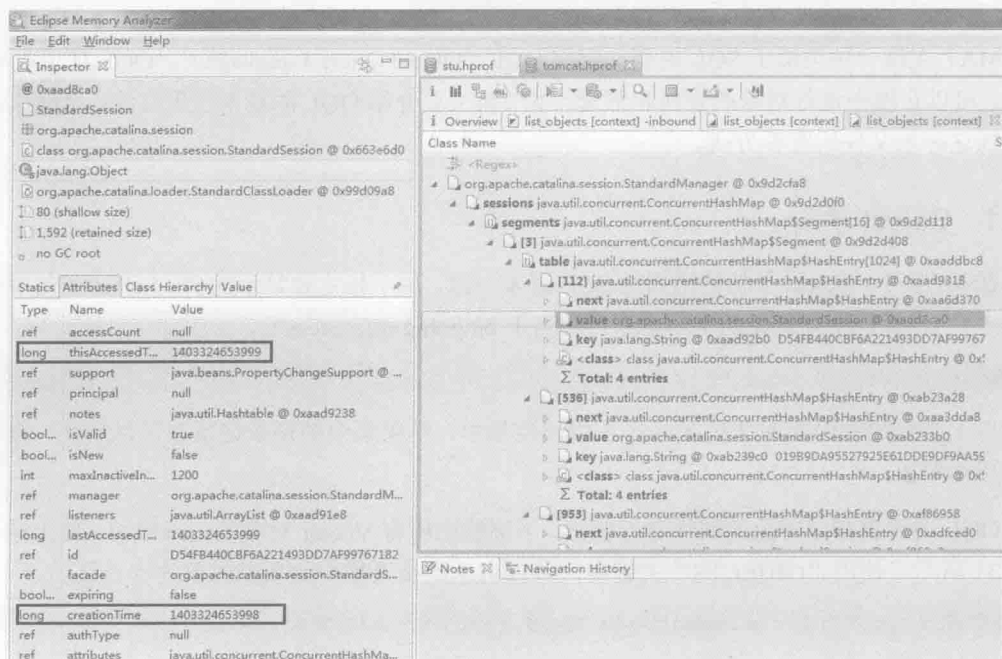 Eclipse Memory Analyzer
File Edit Window Help
Inspector
@ 0xaad8ca0
StandardSession
org.apache.catalina.session
class org.apache.catalina.session.StandardSession @ 0x663e6d0
java.lang.Object
org.apache.catalina.loader.StandardClassLoader @ 0x99d09a8
80 (shallow size)
1,592 (retained size)
no GC root
Statics Attributes Class Hierarchy Value
Type Name Value
ref accessCount null
long thisAccessedT... 1403324653999
ref support java.beans.PropertyChangeSupport @ ...
ref principal null
ref notes java.util.Hashtable @ 0xaad9238
bool... isValid true
bool... isNew false
int maxInactiveIn... 1200
ref manager org.apache.catalina.session.StandardM...
ref listeners java.util.ArrayList @ 0xaad91e8
long lastAccessedT... 1403324653999
ref id D54FB440CBF6A221493DD7AF99767182
ref facade org.apache.catalina.session.StandardS...
bool... expiring false
long creationTime 1403324653998
ref authType null
ref attributes java.util.concurrent.ConcurrentHashMa...
stu.hprof tomcat.hprof
i Overview list_objects [context] -inbound list_objects [context] list_objects [context]
Class Name S
<Regex>
org.apache.catalina.session.StandardManager @ 0x9d2cfa8
sessions java.util.concurrent.ConcurrentHashMap @ 0x9d2d0f0
segments java.util.concurrent.ConcurrentHashMap$Segment[16] @ 0x9d2d118
[3] java.util.concurrent.ConcurrentHashMap$Segment @ 0x9d2d408
table java.util.concurrent.ConcurrentHashMap$HashEntry[1024] @ 0xaaddbc8
[112] java.util.concurrent.ConcurrentHashMap$HashEntry @ 0xaad9318
next java.util.concurrent.ConcurrentHashMap$HashEntry @ 0xaa6d370
value org.apache.catalina.session.StandardSession @
key java.lang.String @ 0xaad92b0 D54FB440CBF6A221493DD7AF99767
<class> class java.util.concurrent.ConcurrentHashMap$HashEntry @ 0x
Σ Total: 4 entries
[536] java.util.concurrent.ConcurrentHashMap$HashEntry @ 0xab23a28
next java.util.concurrent.ConcurrentHashMap$HashEntry @ 0xaa3dda8
value org.apache.catalina.session.StandardSession @ 0xab233b0
key java.lang.String @ 0xab239c0 019B9DA95527925E61DDE9DF9AA59
<class> class java.util.concurrent.ConcurrentHashMap$HashEntry @ 0x
Σ Total: 4 entries
[953] java.util.concurrent.ConcurrentHashMap$HashEntry @ 0xaf86958
next java.util.concurrent.ConcurrentHashMap$HashEntry @ 0xadfced0
Notes Navigation History